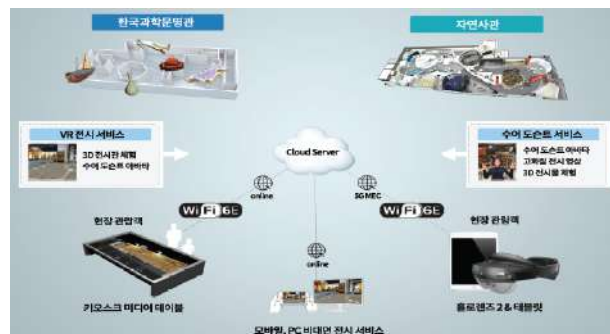 한국과학문명관
자연사관
VR 전시 서비스
3D 전시관 체험
수어 도슨트 아바타
Cloud Server
수어 도슨트 서비스
수어 도슨트 아바타
고화질 전시 영상
3D 전시물 체험
online
5G MEC
Wi Fi 6E
Wi Fi 6E
현장 관람객
현장 관람객
online
키오스크 미디어 테이블
홀로렌즈 2 & 태블릿
모바일, PC 비대면 전시 서비스